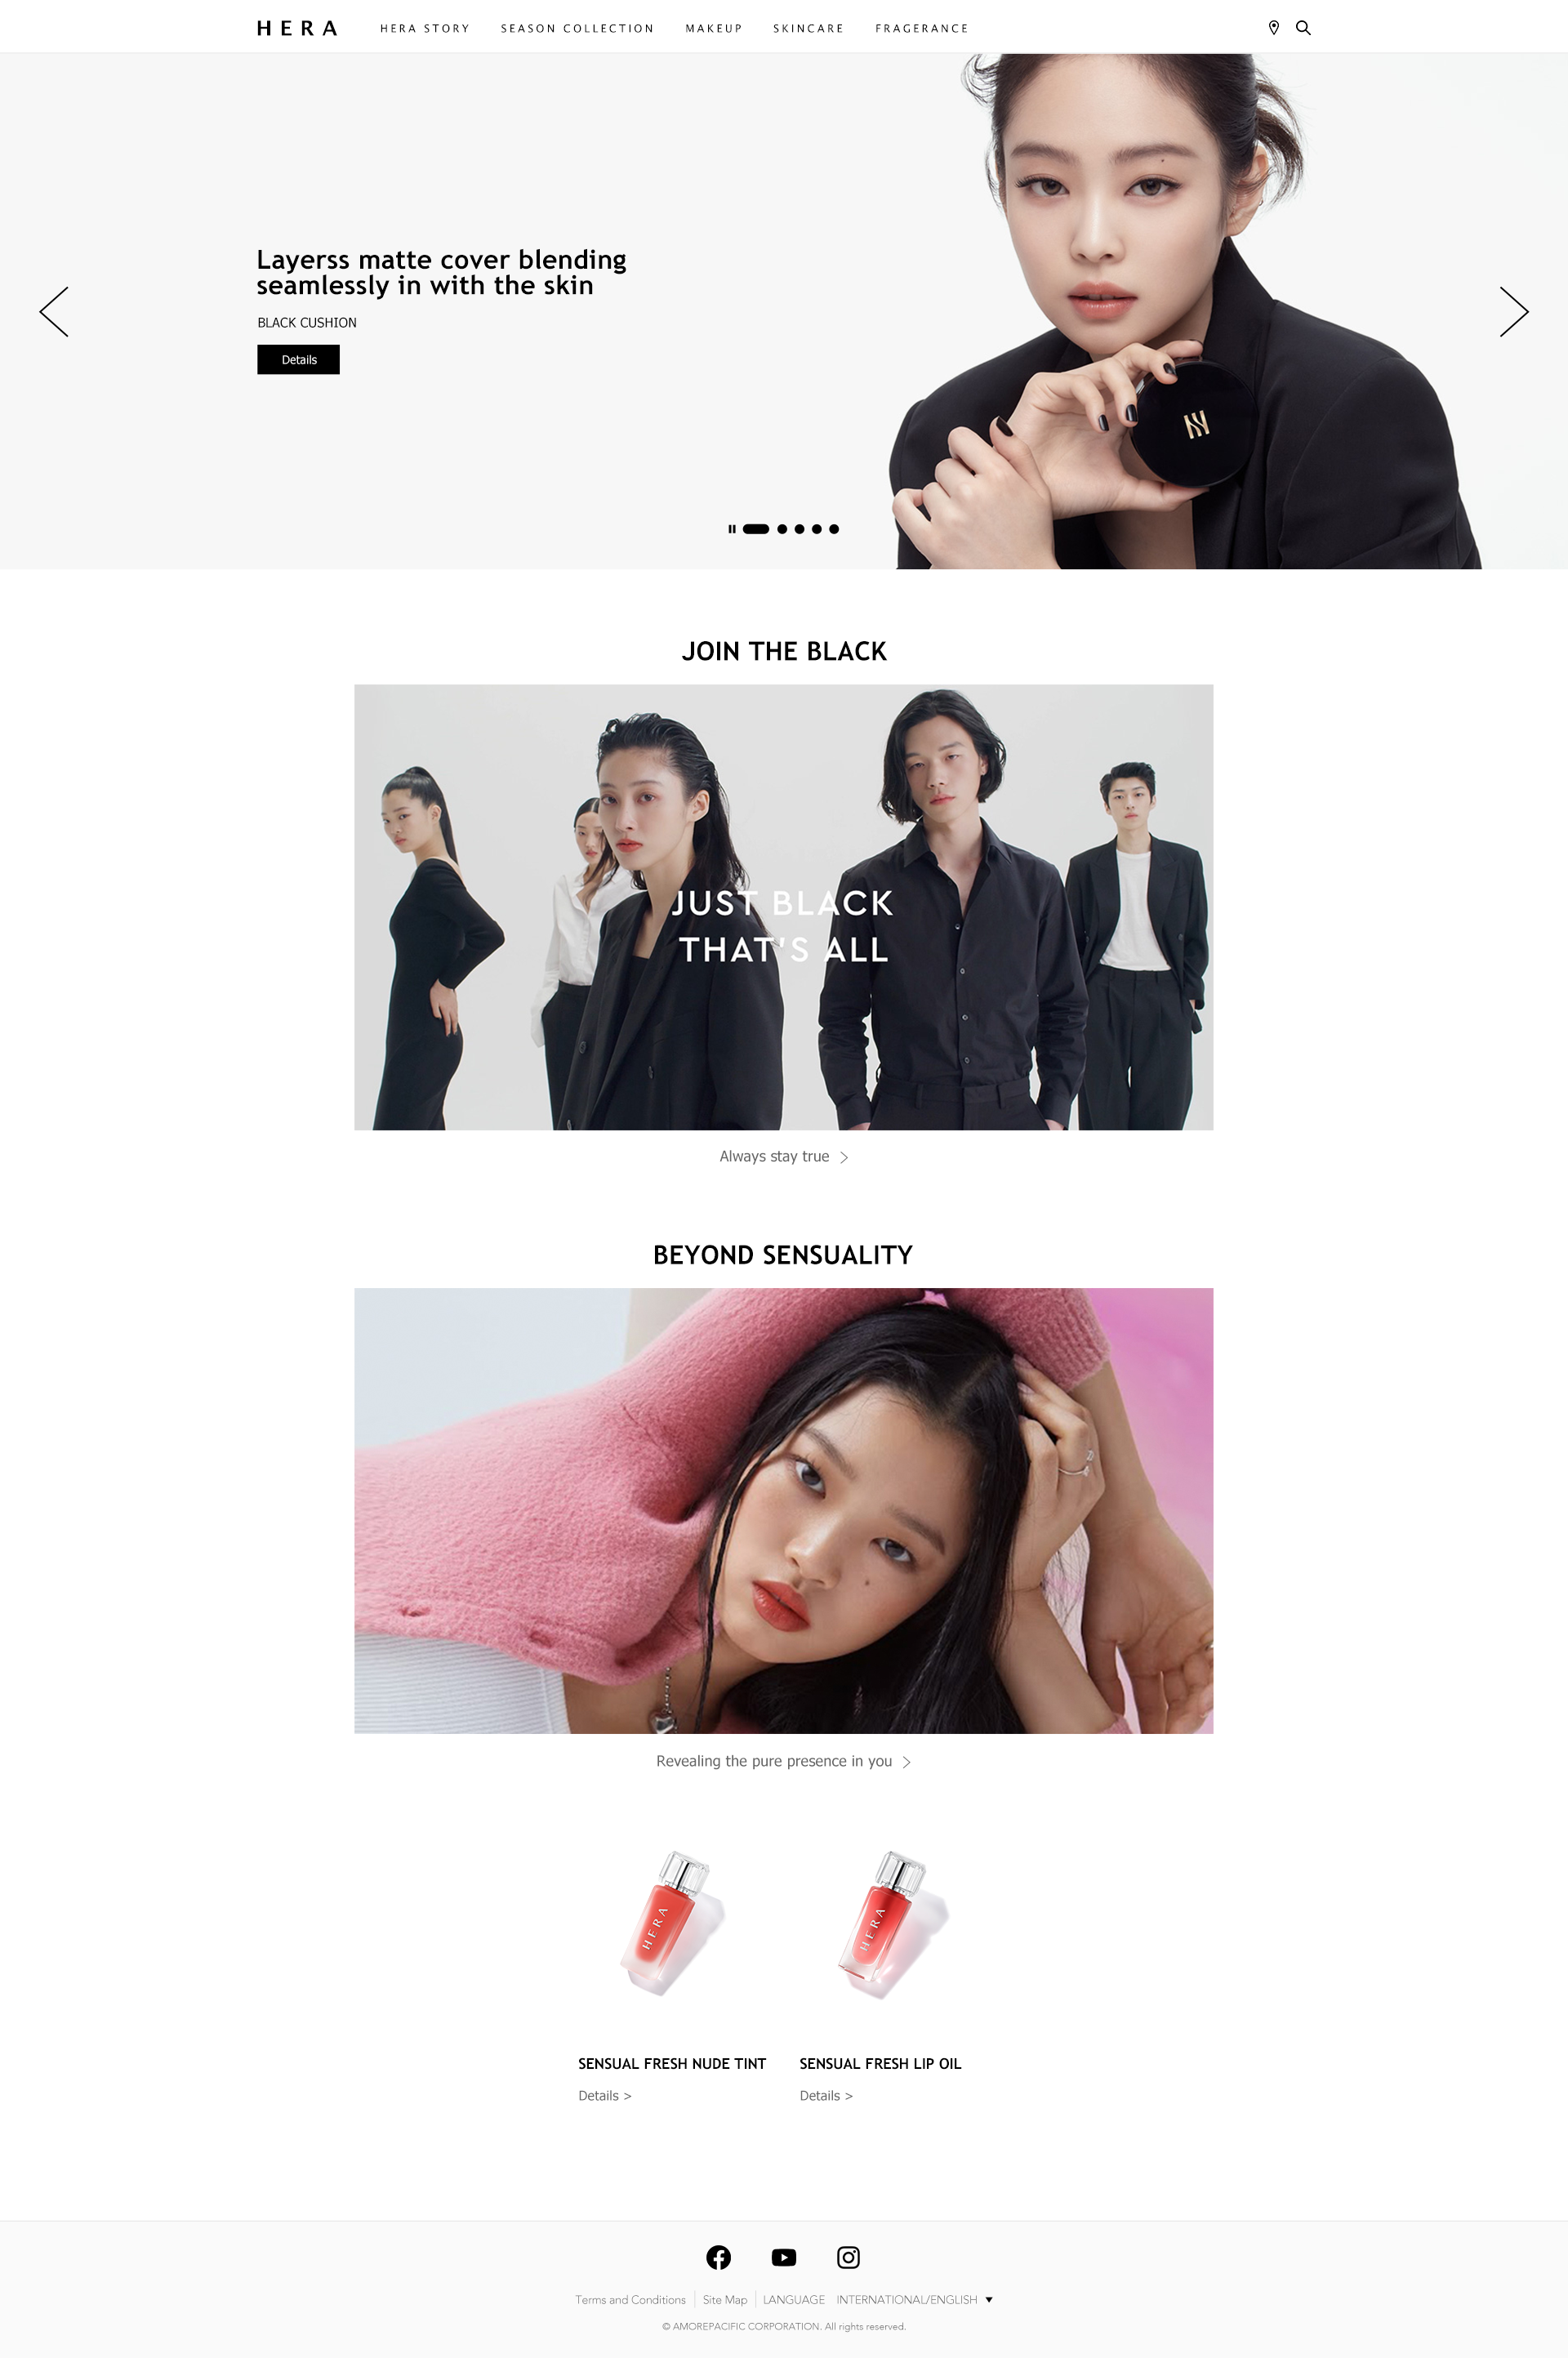 HERA HERA STORY SEASON COLLECTION MAKEUP SKINCARE FRAGERANCE
Layerss matte cover blending
seamlessly in with the skin
BLACK CUSHION
Details
JOIN THE BLACK
JUST BLACK
THAT'S ALL
Always stay true >
BEYOND SENSUALITY
Revealing the pure presence in you >
HERA
HERA
SENSUAL FRESH NUDE TINT
Details >
SENSUAL FRESH LIP OIL
Details >
Terms and Conditions Site Map LANGUAGE INTERNATIONAL/ENGLISH ▼
© AMOREPACIFIC CORPORATION. All rights reserved.